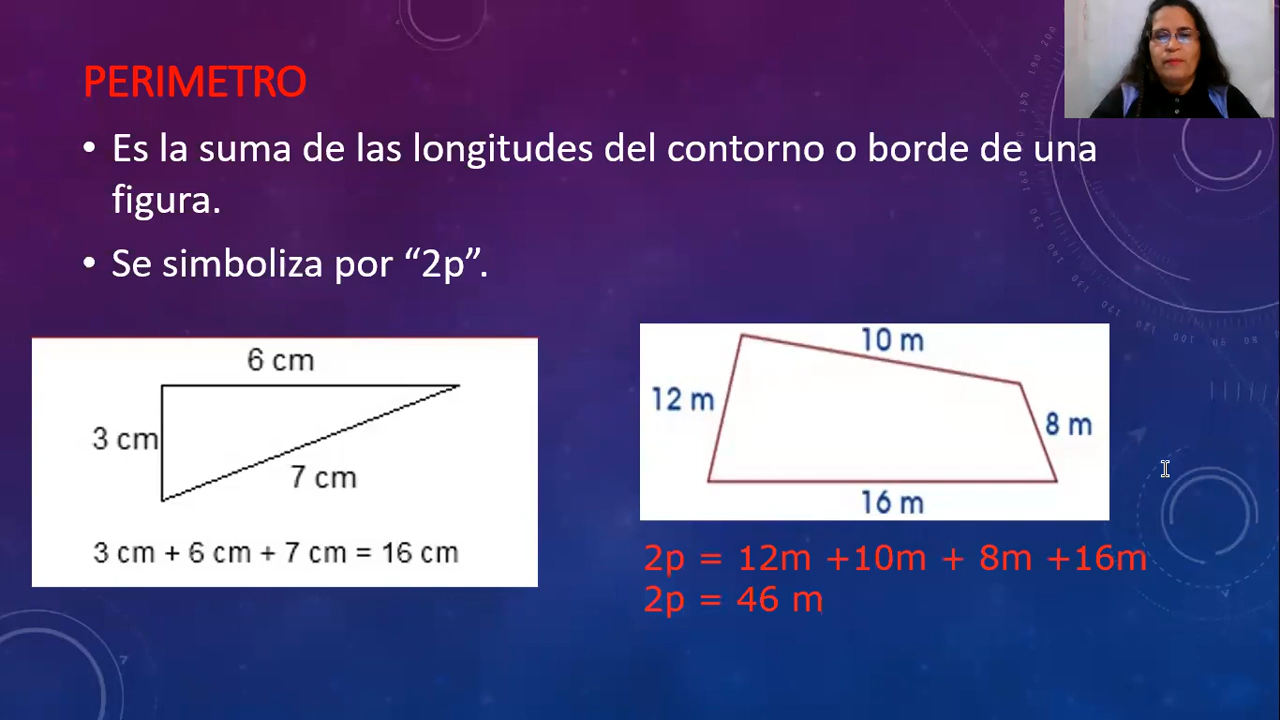 PERIMETRO
• Es la suma de las longitudes del contorno o borde de una
figura.
• Se simboliza por “2p”.
6 cm
3 cm
7 cm
3 cm + 6 cm + 7 cm = 16 cm
10 m
12 m
8 m
16 m
2p = 12m +10m + 8m +16m
2p = 46 m